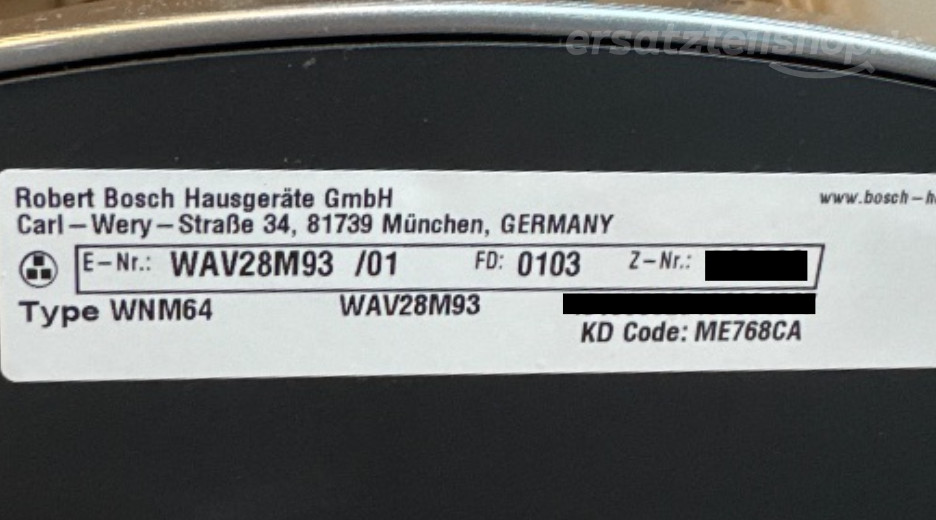 ersatzteilshop.de
Robert Bosch Hausgeräte GmbH
Carl-Wery-Straße 34, 81739 München, GERMANY
www.bosch-h
E-Nr.: WAV28M93 /01 FD: 0103 Z-Nr.:
Type WNM64 WAV28M93
KD Code: ME768CA